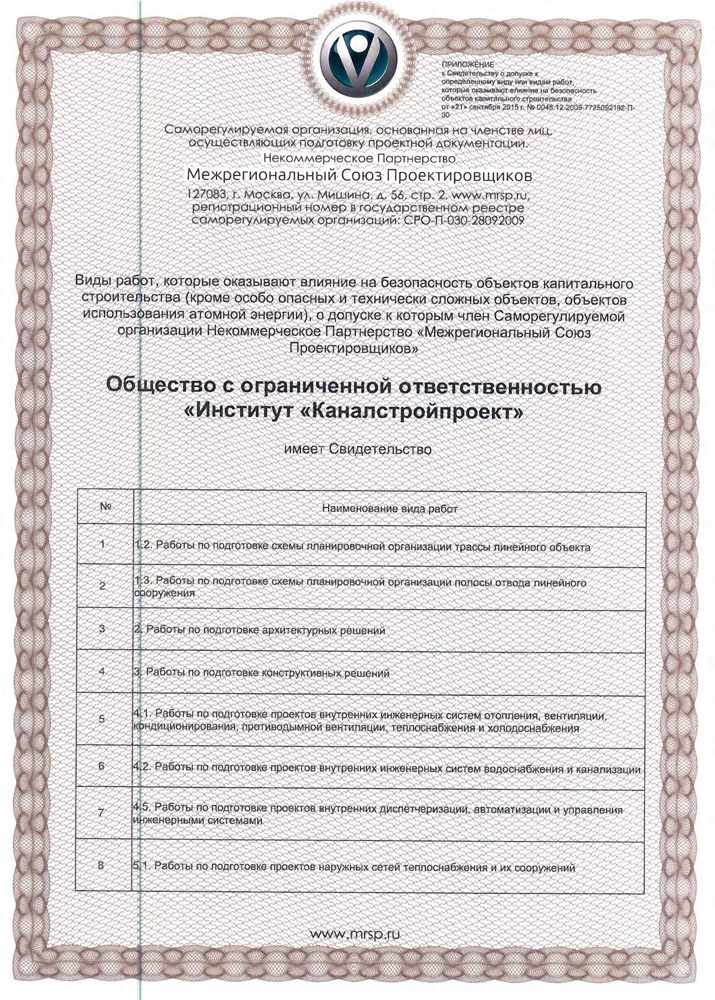 ПРИЛОЖЕНИЕ
к Свидетельству о допуске к
определенному виду или видам работ,
которые оказывают влияние на безопасность
объектов капитального строительства
от «21» сентября 2015 г. № 0048.12-2009-7725092192-П-
30
Саморегулируемая организация, основанная на членстве лиц,
осуществляющих подготовку проектной документации.
Некоммерческое Партнерство
Межрегиональный Союз Проектировщиков
127083, г. Москва, ул. Мишина, д. 56, стр. 2, www.mrsp.ru,
регистрационный номер в государственном реестре
саморегулируемых организаций: СРО-П-030-28092009
Виды работ, которые оказывают влияние на безопасность объектов капитального
строительства (кроме особо опасных и технически сложных объектов, объектов
использования атомной энергии), о допуске к которым член Саморегулируемой
организации Некоммерческое Партнерство «Межрегиональный Союз
Проектировщиков»
Общество с ограниченной ответственностью
«Институт «Каналстройпроект»
имеет Свидетельство
№ Наименование вида работ
1 1.2. Работы по подготовке схемы планировочной организации трассы линейного объекта
2 1.3. Работы по подготовке схемы планировочной организации полосы отвода линейного
сооружения
3 2. Работы по подготовке архитектурных решений
4 3. Работы по подготовке конструктивных решений
5 4.1. Работы по подготовке проектов внутренних инженерных систем отопления, вентиляции,
кондиционирования, противодымной вентиляции, теплоснабжения и холодоснабжения
6 4.2. Работы по подготовке проектов внутренних инженерных систем водоснабжения и канализации
7 4.5. Работы по подготовке проектов внутренних диспетчеризации, автоматизации и управления
инженерными системами
8 5.1. Работы по подготовке проектов наружных сетей теплоснабжения и их сооружений
www.mrsp.ru